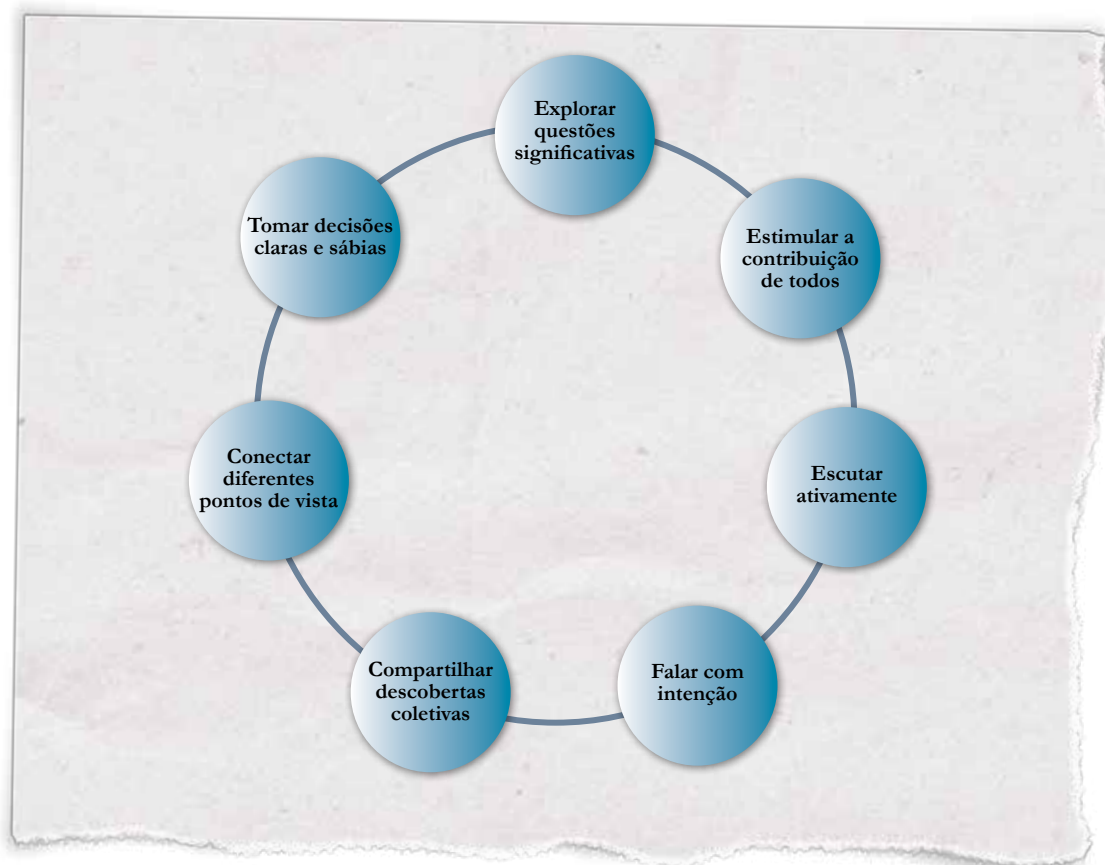 Explorar
questões
significativas
Estimular a
contribuição
de todos
Escutar
ativamente
Falar com
intenção
Compartilhar
descobertas
coletivas
Conectar
diferentes
pontos de vista
Tomar decisões
claras e sábias